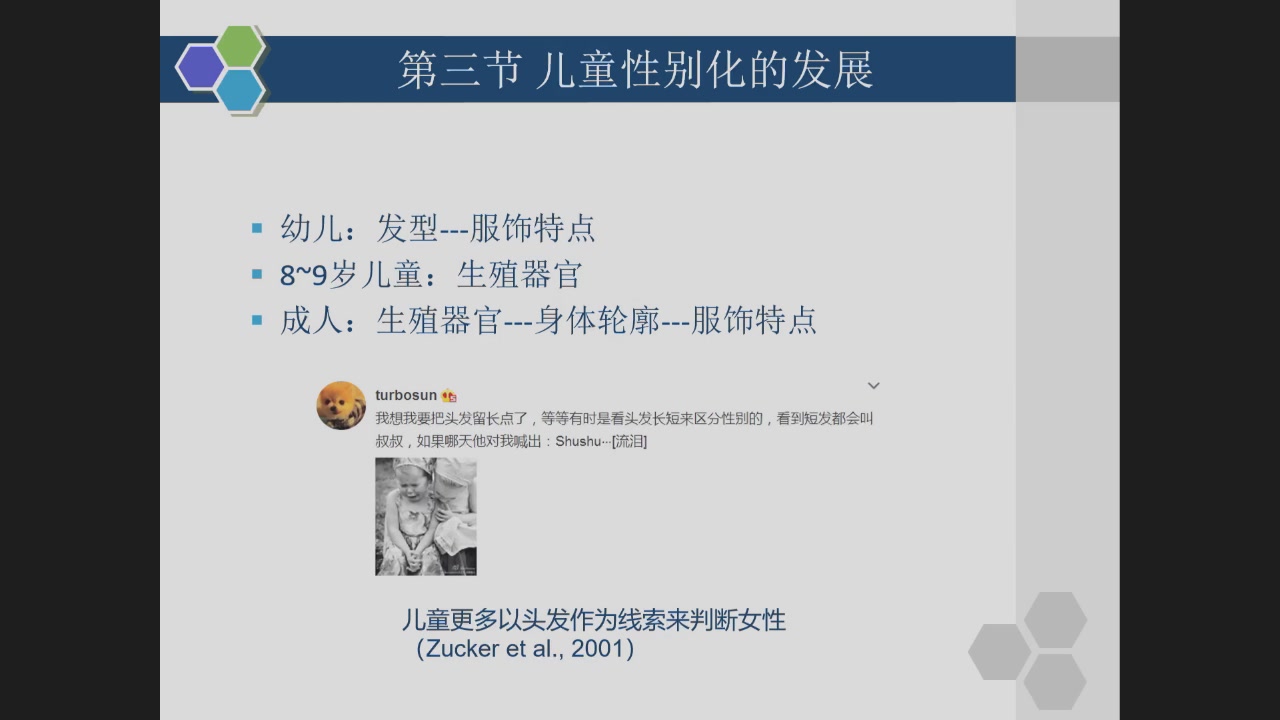 第三节 儿童性别化的发展
幼儿：发型---服饰特点
8~9岁儿童：生殖器官
成人：生殖器官---身体轮廓---服饰特点
turbosun
我想我要把头发留长点了，等等有时是看头发长短来区分性别的，看到短发都会叫
叔叔，如果哪天他对我喊出：Shushu···[流泪]
儿童更多以头发作为线索来判断女性
（Zucker et al., 2001）